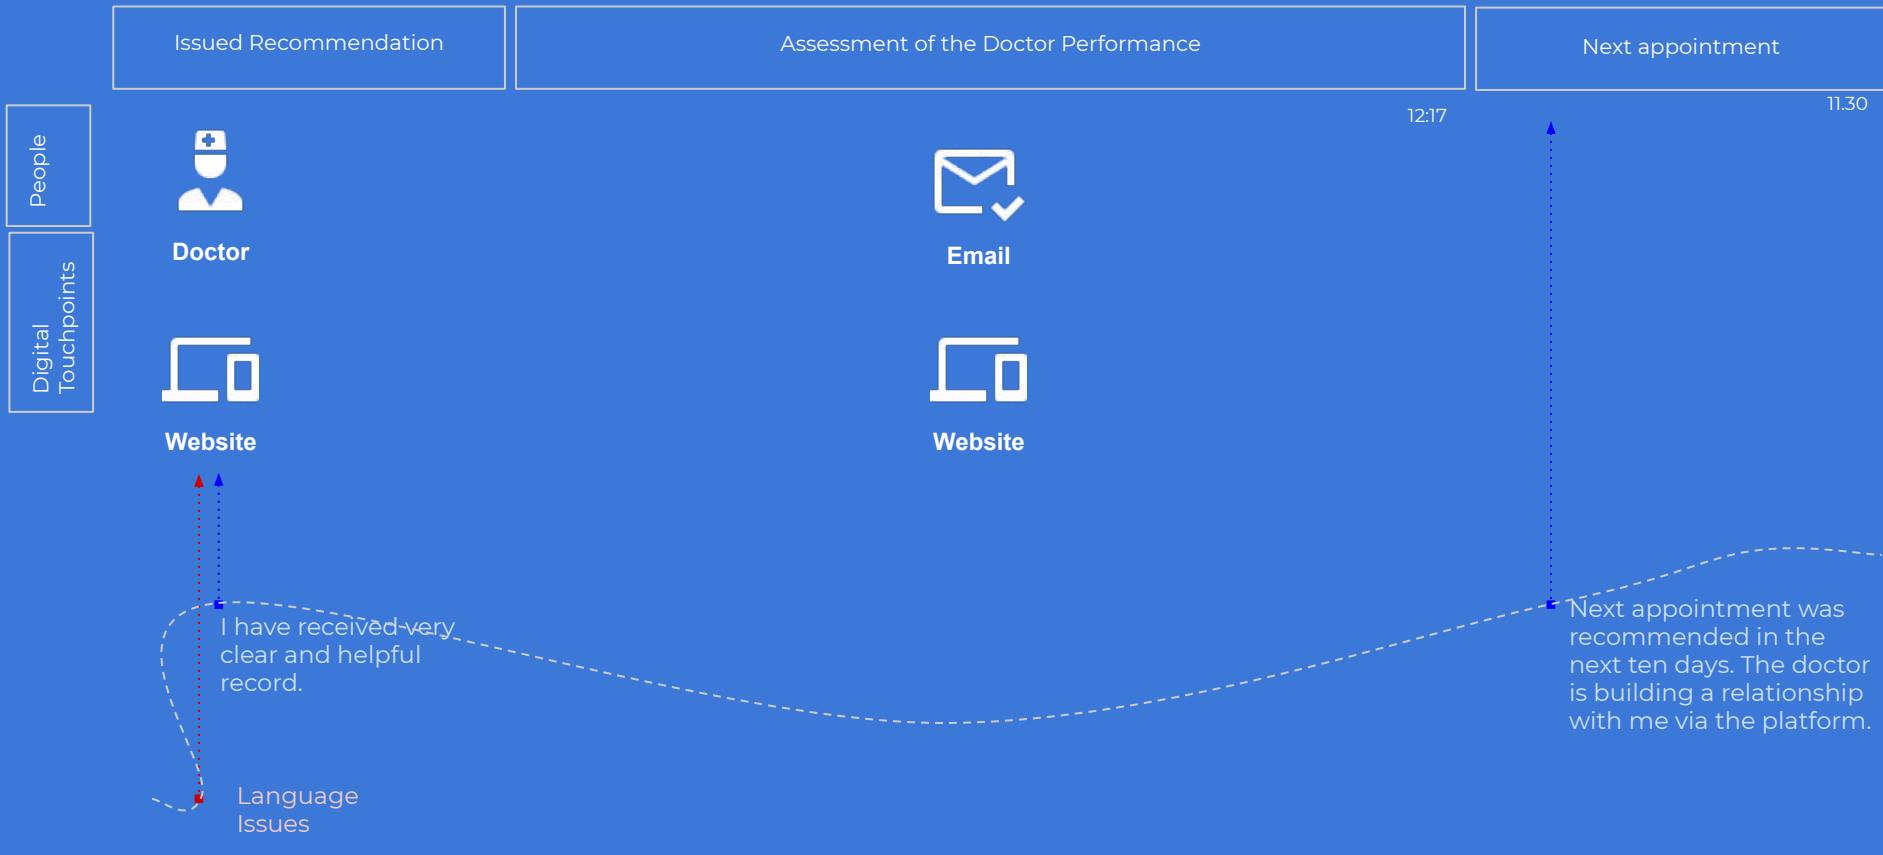 Issued Recommendation
Assessment of the Doctor Performance
Next appointment
12:17
11.30
People
Doctor
Email
Digital
Touchpoints
Website
Website
I have received very
clear and helpful
record.
Next appointment was
recommended in the
next ten days. The doctor
is building a relationship
with me via the platform.
Language
Issues